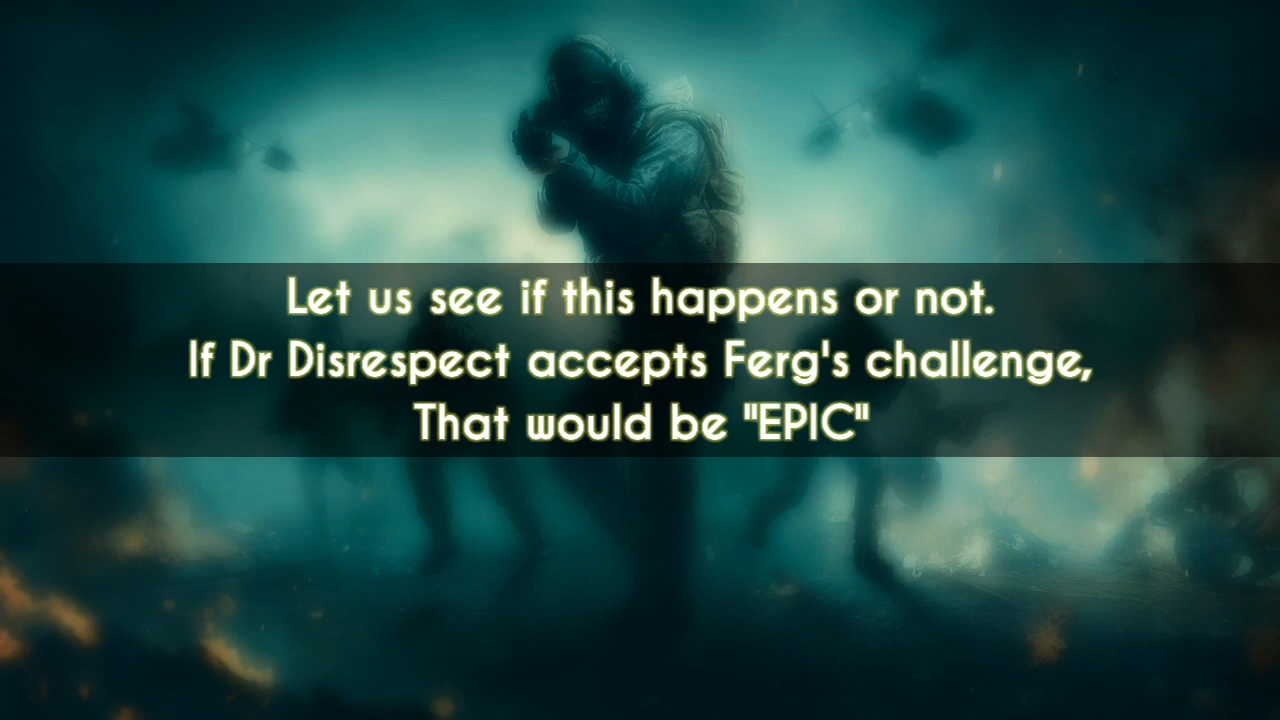 Let us see if this happens or not.
If Dr Disrespect accepts Ferg's challenge,
That would be "EPIC"